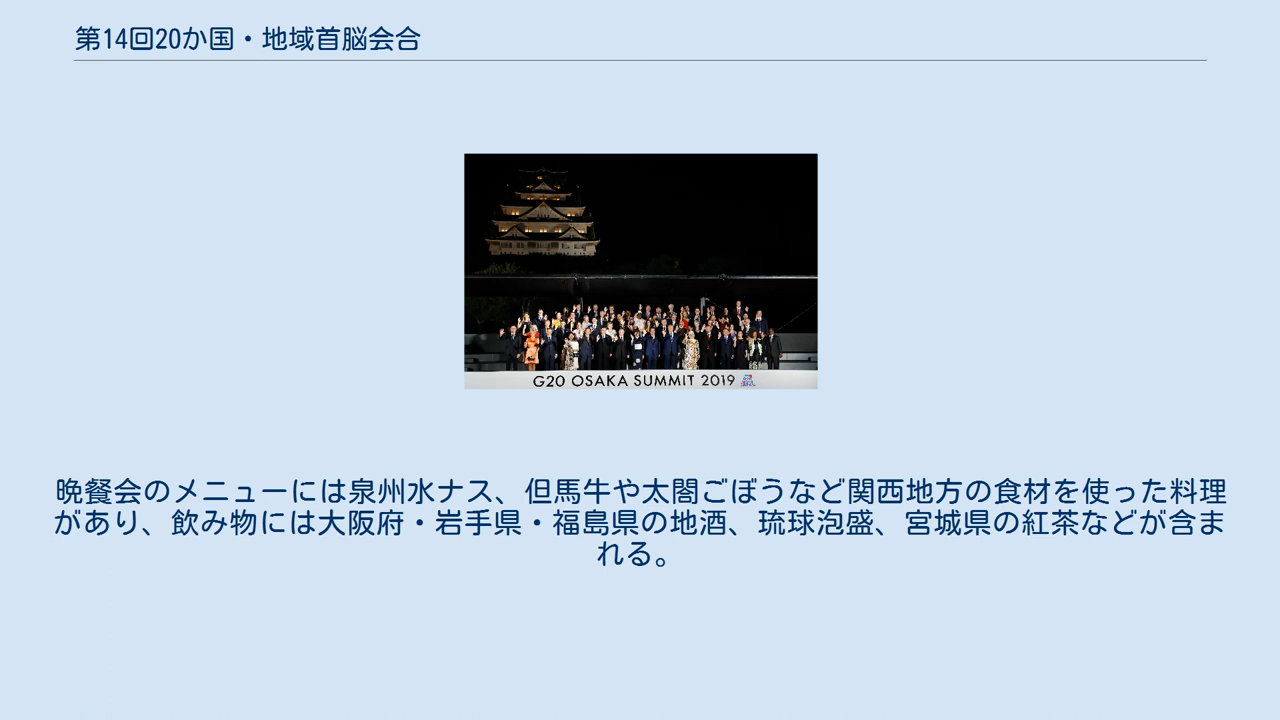 第14回20か国・地域首脳会合
G20 OSAKA SUMMIT 2019
晩餐会のメニューには泉州水ナス、但馬牛や太閤ごぼうなど関西地方の食材を使った料理
があり、飲み物には大阪府・岩手県・福島県の地酒、琉球泡盛、宮城県の紅茶などが含ま
れる。